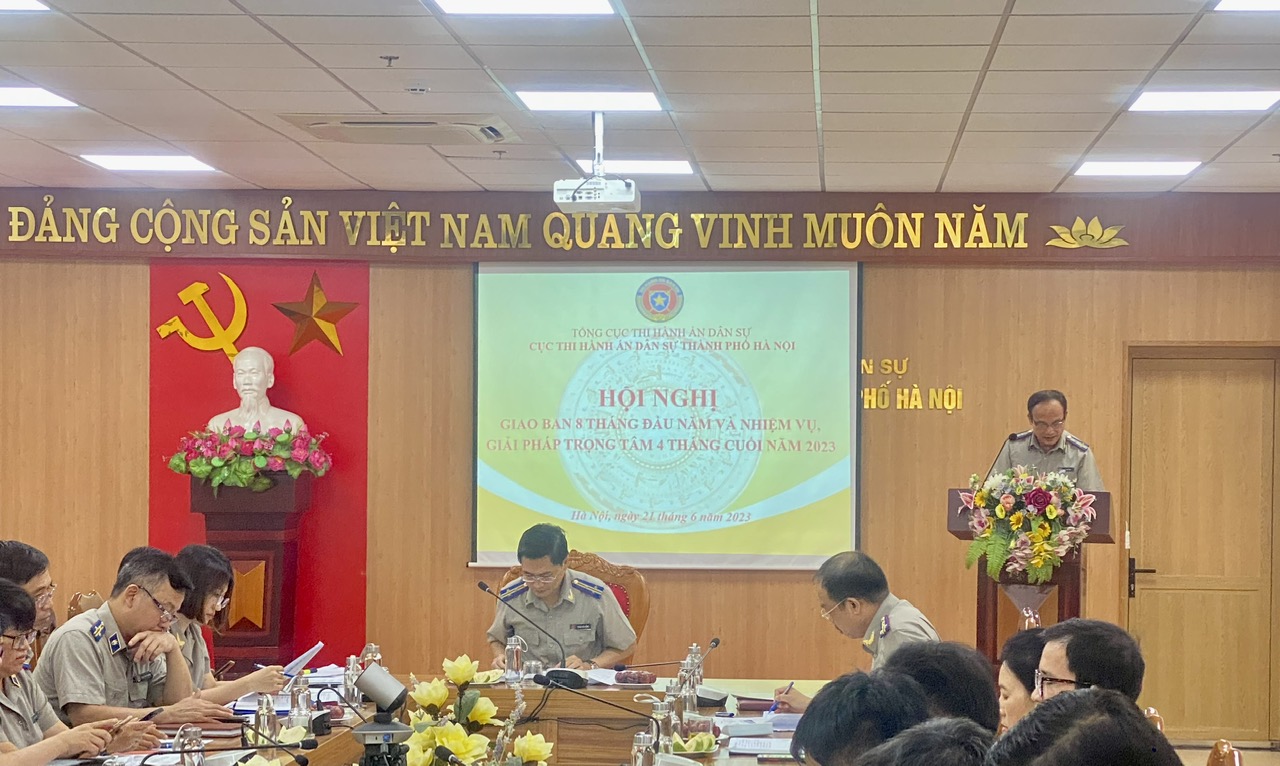 ĐẢNG CỘNG SẢN VIỆT NAM QUANG VINH MUÔN NĂM
TỔNG CỤC THI HÀNH ÁN DÂN SỰ
CỤC THI HÀNH ÁN DÂN SỰ THÀNH PHỐ HÀ NỘI
HỘI NGHỊ
GIAO BAN 8 THÁNG ĐẦU NĂM VÀ NHIỆM VỤ,
GIẢI PHÁP TRỌNG TÂM 4 THÁNG CUỐI NĂM 2023
Hà Nội, ngày 21 tháng 6 năm 2023
N SỰ
PHỐ HÀ NỘI